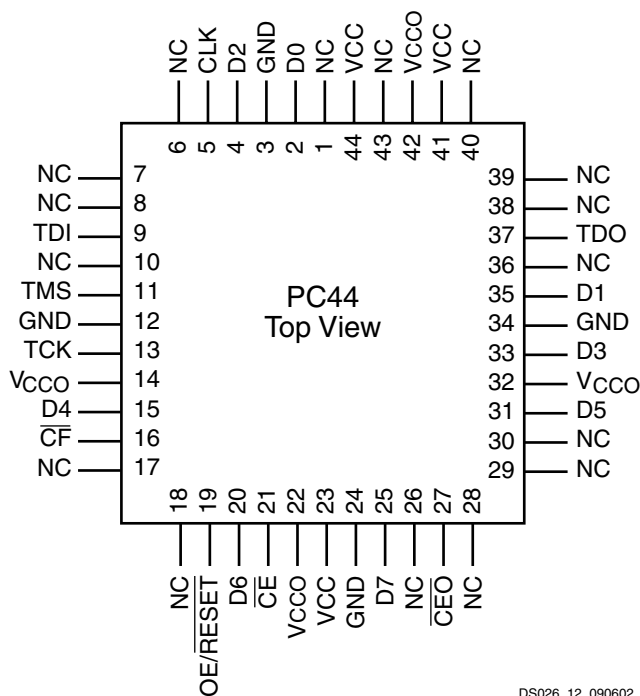 NC CLK D2 GND D0 NC VCC NC VCCO VCC NC
6 5 4 3 2 1 44 43 42 41 40
NC 7
NC 8
TDI 9
NC 10
TMS 11
GND 12
TCK 13
VCCO 14
D4 15
CF 16
NC 17
PC44
Top View
39 NC
38 NC
37 TDO
36 NC
35 D1
34 GND
33 D3
32 VCCO
31 D5
30 NC
29 NC
18 19 20 21 22 23 24 25 26 27 28
NC OE/RESET D6 CE VCCO VCC GND D7 NC CEO NC
DS026_12_090602